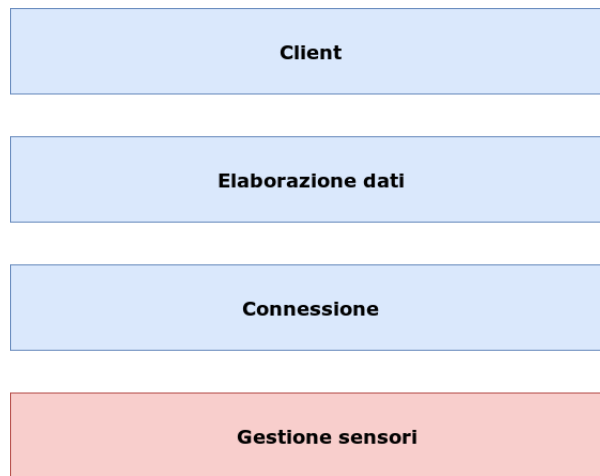 Client
Elaborazione dati
Connessione
Gestione sensori